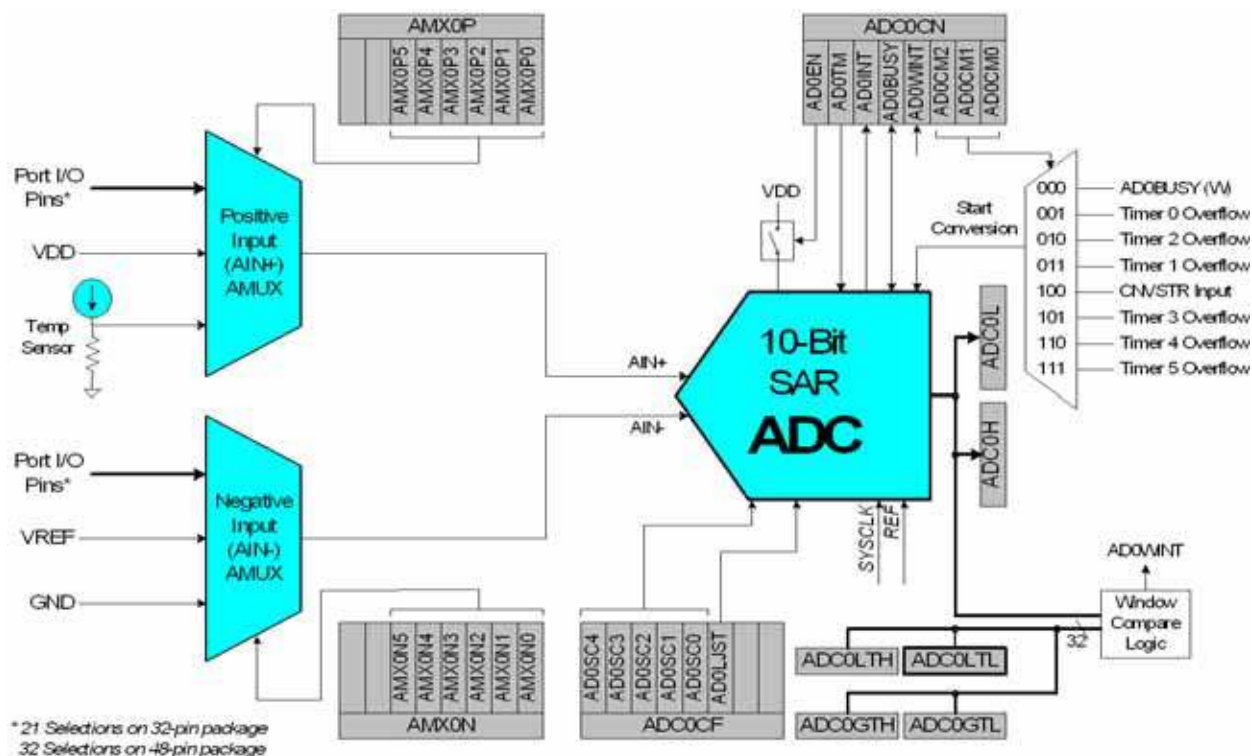 AMX0P
AMX0P5
AMX0P4
AMX0P3
AMX0P2
AMX0P1
AMX0P0
ADC0CN
AD0EN
AD0TM
AD0INT
AD0BUSY
AD0WINT
AD0CM2
AD0CM1
AD0CM0
Port I/O
Pins*
VDD
Temp
Sensor
Positive
Input
(AIN+)
AMUX
VDD
Start
Conversion
000 AD0BUSY (W)
001 Timer 0 Overflow
010 Timer 2 Overflow
011 Timer 1 Overflow
100 CNVSTR Input
101 Timer 3 Overflow
110 Timer 4 Overflow
111 Timer 5 Overflow
AIN+
AIN-
10-Bit
SAR
ADC
ADC0L
ADC0H
Port I/O
Pins*
VREF
GND
Negative
Input
(AIN-)
AMUX
SYSCLK
REF
AD0WINT
Window
Compare
Logic
32
ADC0LTH
ADC0LTL
ADC0GTH
ADC0GTL
AMX0N5
AMX0N4
AMX0N3
AMX0N2
AMX0N1
AMX0N0
AMX0N
AD0SC4
AD0SC3
AD0SC2
AD0SC1
AD0SC0
AD0LJST
ADC0CF
* 21 Selections on 32-pin package
32 Selections on 48-pin package